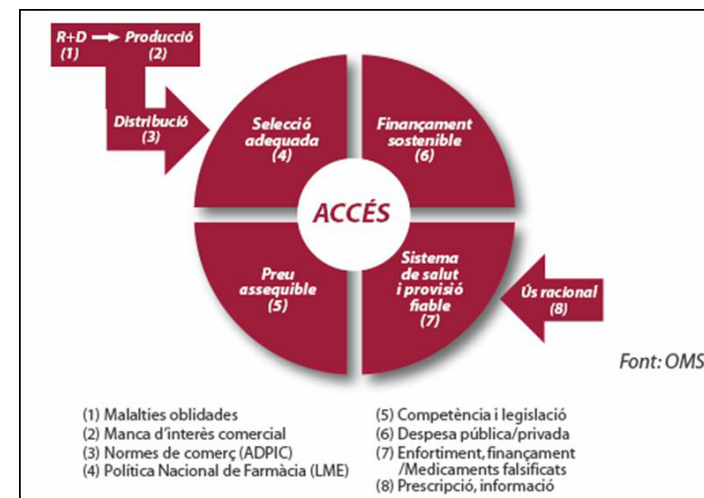 R+D → Producció
(1) (2)
Distribució
(3)
Selecció
adequada
(4)
Finançament
sostenible
(6)
ACCÉS
Preu
assequible
(5)
Sistema
de salut
i provisió
fiable
(7)
Ús racional
(8)
Font: OMS
(1) Malalties oblidades
(2) Manca d'interès comercial
(3) Normes de comerç (ADPIC)
(4) Política Nacional de Farmàcia (LME)
(5) Competència i legislació
(6) Despesa pública/privada
(7) Enfortiment, finançament
/Medicaments falsificats
(8) Prescripció, informació